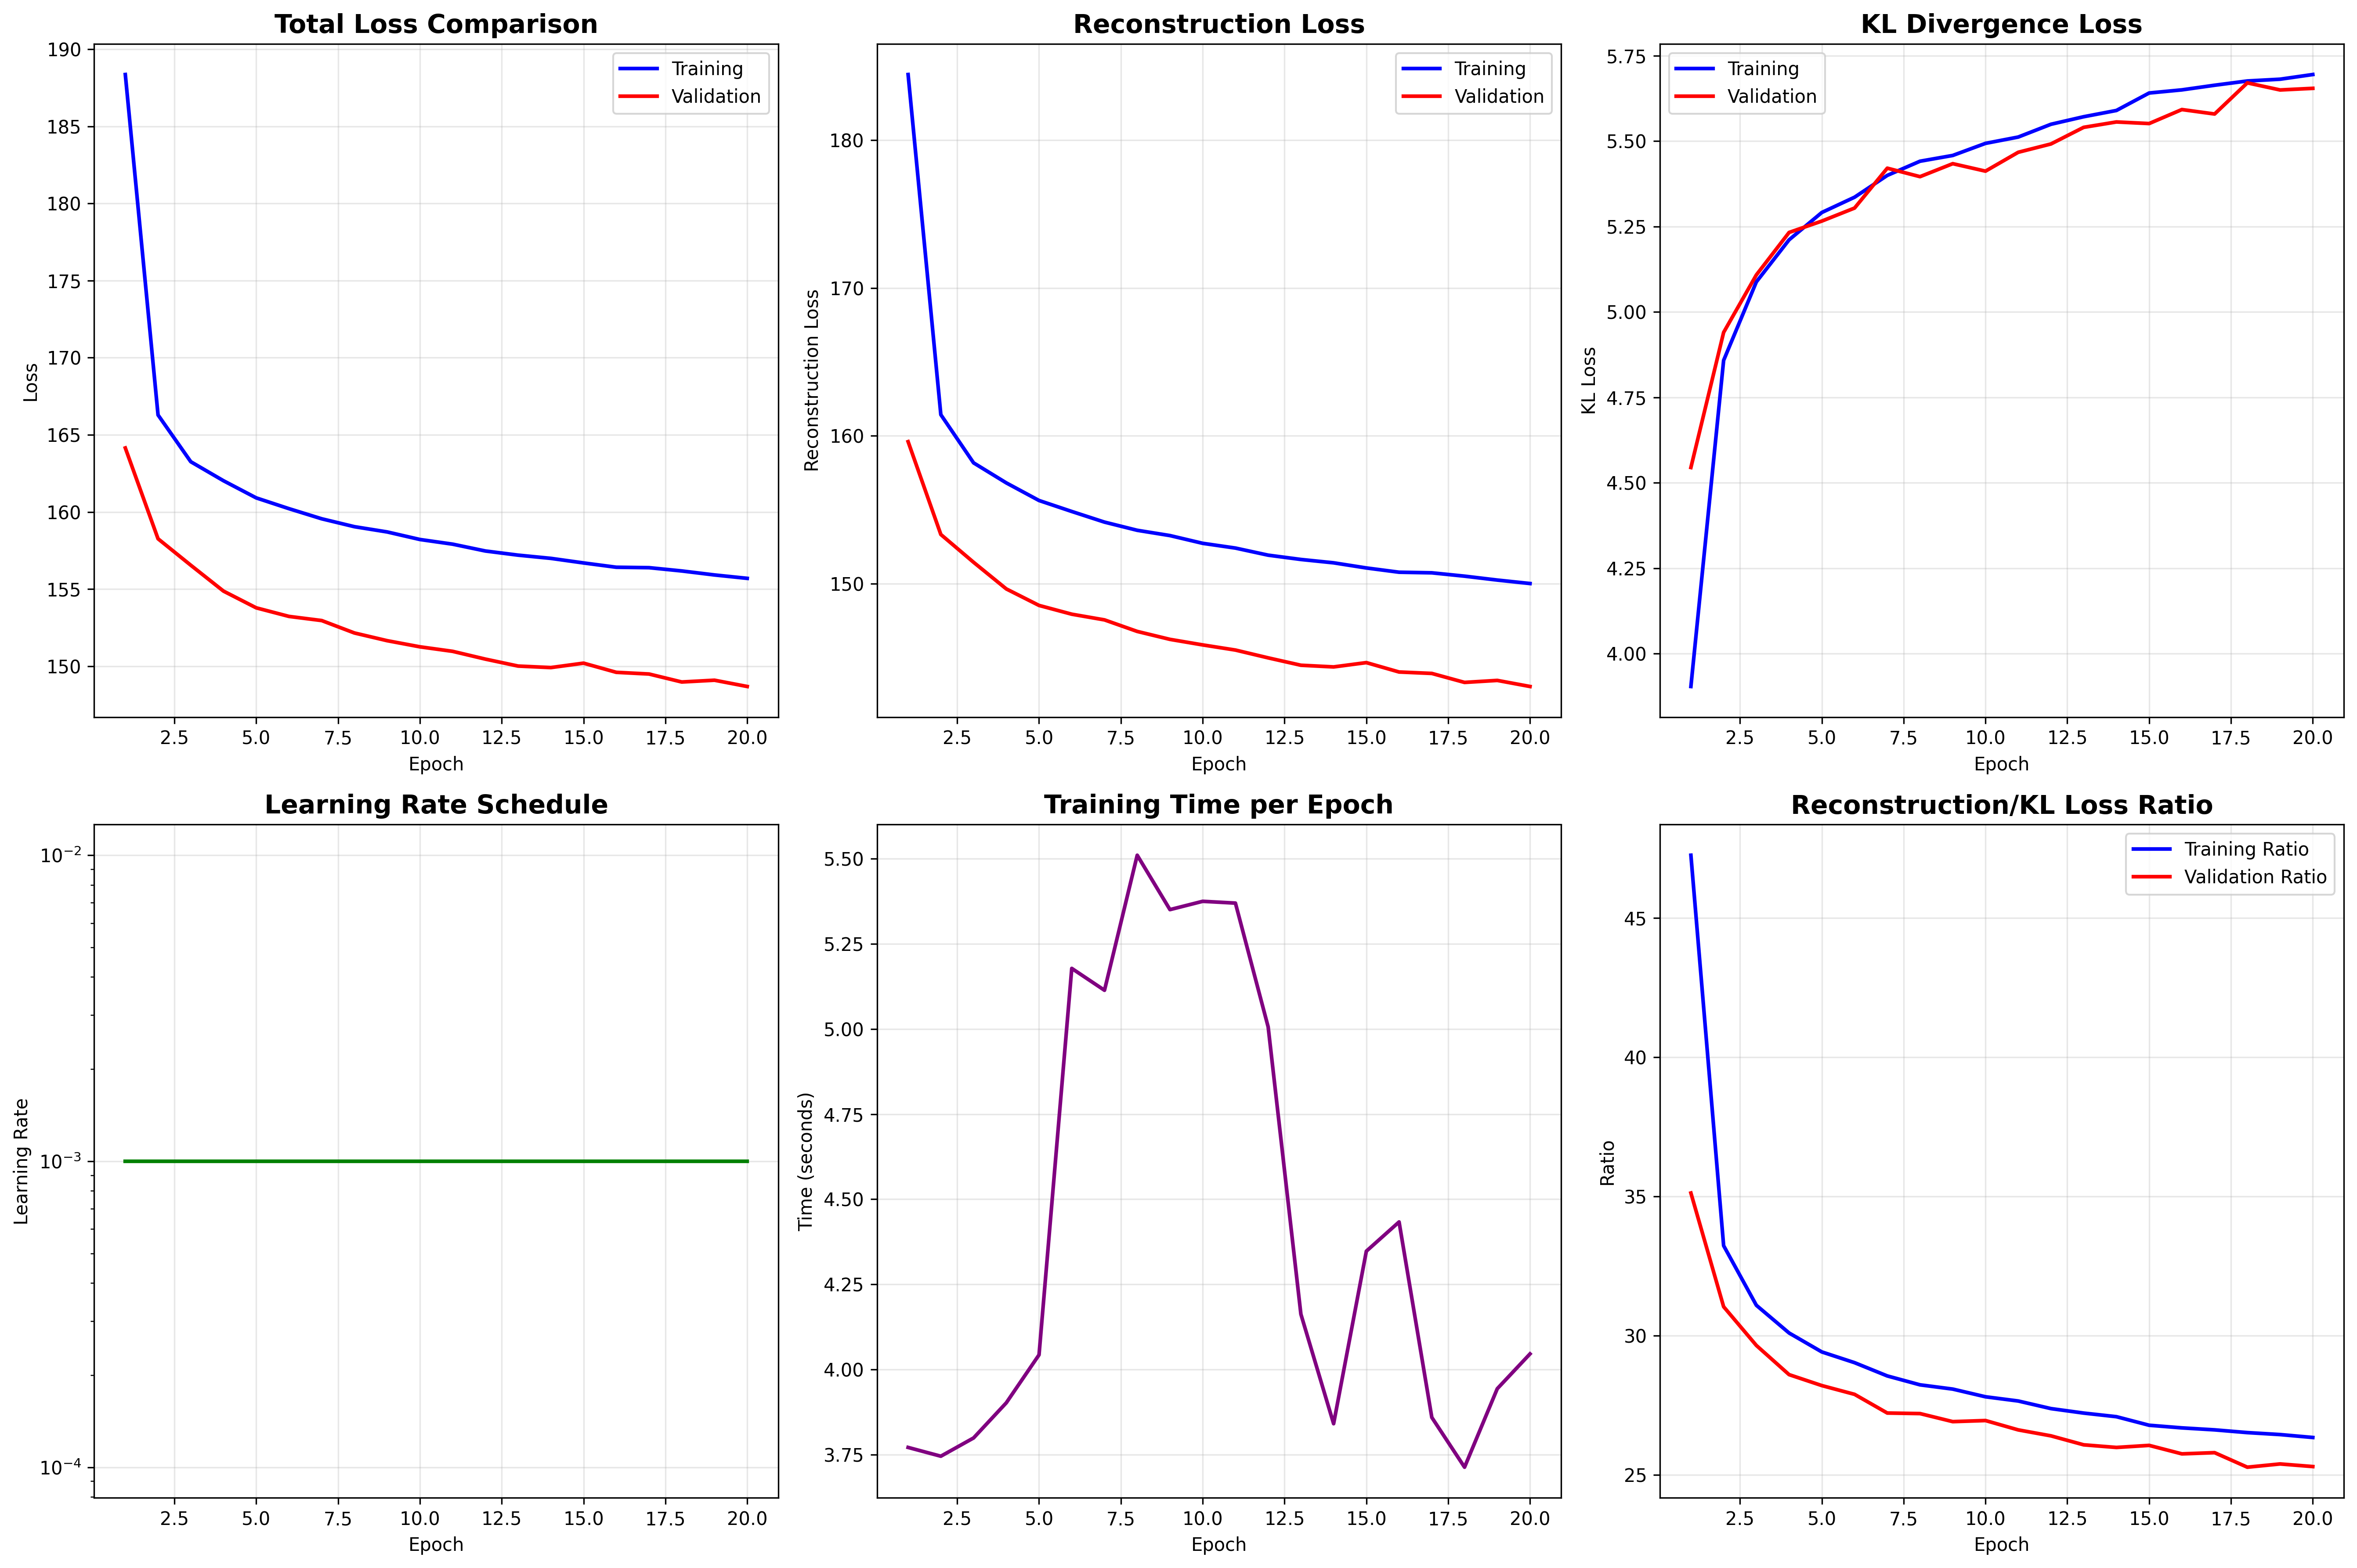 Total Loss Comparison
190
185
180
175
170
165
160
155
150
Loss
Training
Validation
2.5 5.0 7.5 10.0 12.5 15.0 17.5 20.0
Epoch
Reconstruction Loss
180
170
160
150
Reconstruction Loss
Training
Validation
2.5 5.0 7.5 10.0 12.5 15.0 17.5 20.0
Epoch
KL Divergence Loss
5.75
5.50
5.25
5.00
4.75
4.50
4.25
4.00
KL Loss
Training
Validation
2.5 5.0 7.5 10.0 12.5 15.0 17.5 20.0
Epoch
Learning Rate Schedule
10⁻²
10⁻³
10⁻⁴
Learning Rate
2.5 5.0 7.5 10.0 12.5 15.0 17.5 20.0
Epoch
Training Time per Epoch
5.50
5.25
5.00
4.75
4.50
4.25
4.00
3.75
Time (seconds)
2.5 5.0 7.5 10.0 12.5 15.0 17.5 20.0
Epoch
Reconstruction/KL Loss Ratio
45
40
35
30
25
Ratio
Training Ratio
Validation Ratio
2.5 5.0 7.5 10.0 12.5 15.0 17.5 20.0
Epoch